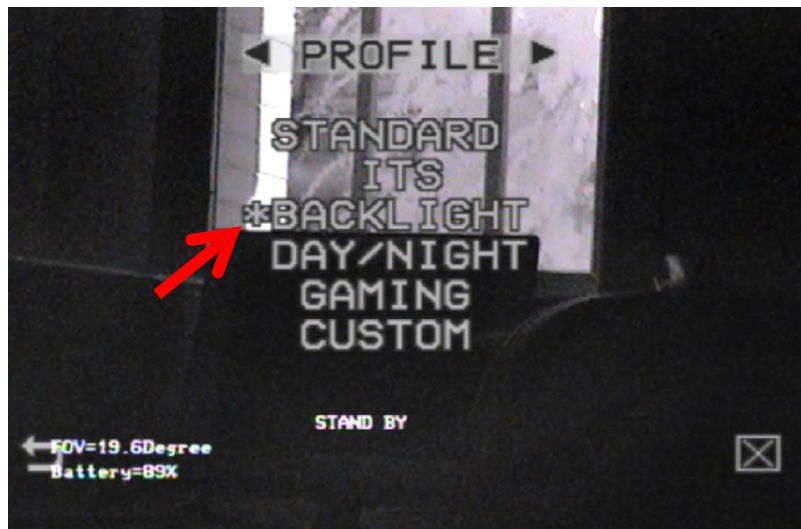 PROFILE
STANDARD
ITS
*BACKLIGHT
DAY/NIGHT
GAMING
CUSTOM
STAND BY
FOV=19.6Degree
Battery=89%